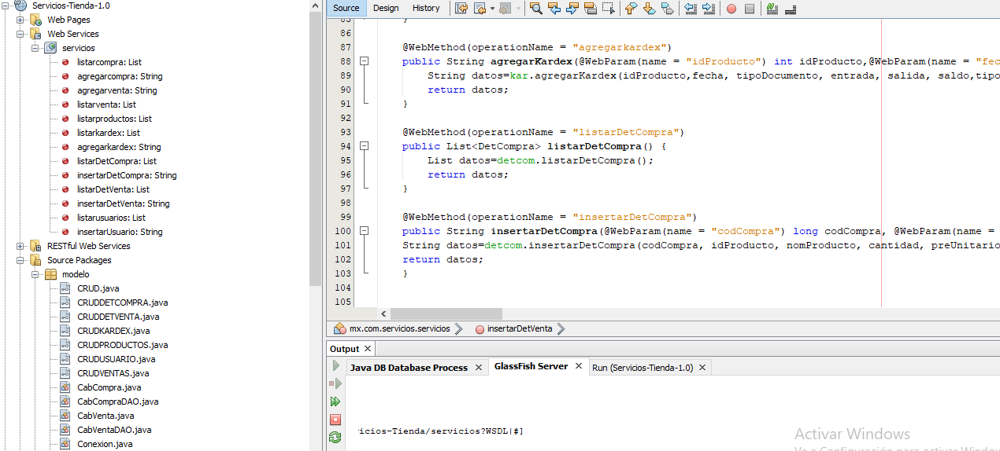 Servicios-Tienda-1.0
Web Pages
Web Services
servicios
listarcompra: List
agregarcompra: String
agregarventa: String
listarventa: List
listarproductos: List
listarkardex: List
agregarkardex: String
listarDetCompra: List
insertarDetCompra: String
listarDetVenta: List
insertarDetVenta: String
listarusuarios: List
insertarUsuario: String
RESTful Web Services
Source Packages
modelo
CRUD.java
CRUDDETCOMPRA.java
CRUDDETVENTA.java
CRUDKARDEX.java
CRUDPRODUCTOS.java
CRUDUSUARIO.java
CRUDVENTAS.java
CabCompra.java
CabCompraDAO.java
CabVenta.java
CabVentaDAO.java
Conexion.java
Source Design History
85 }
86
87 @WebMethod(operationName = "agregarkardex")
88 public String agregarKardex(@WebParam(name = "idProducto") int idProducto,@WebParam(name = "fec
89 String datos=kar.agregarKardex(idProducto,fecha, tipoDocumento, entrada, salida, saldo,tipo
90 return datos;
91 }
92
93 @WebMethod(operationName = "listarDetCompra")
94 public List<DetCompra> listarDetCompra() {
95 List datos=detcom.listarDetCompra();
96 return datos;
97 }
98
99 @WebMethod(operationName = "insertarDetCompra")
100 public String insertarDetCompra(@WebParam(name = "codCompra") long codCompra, @WebParam(name =
101 String datos=detcom.insertarDetCompra(codCompra, idProducto, nomProducto, cantidad, preUnitario
102 return datos;
103 }
104
105
mx.com.servicios.servicios insertarDetVenta
Output
Java DB Database Process GlassFish Server Run (Servicios-Tienda-1.0)
icios-Tienda/servicios?WSDL|#]
Activar Windows
Ve a Configuración para activar Windows